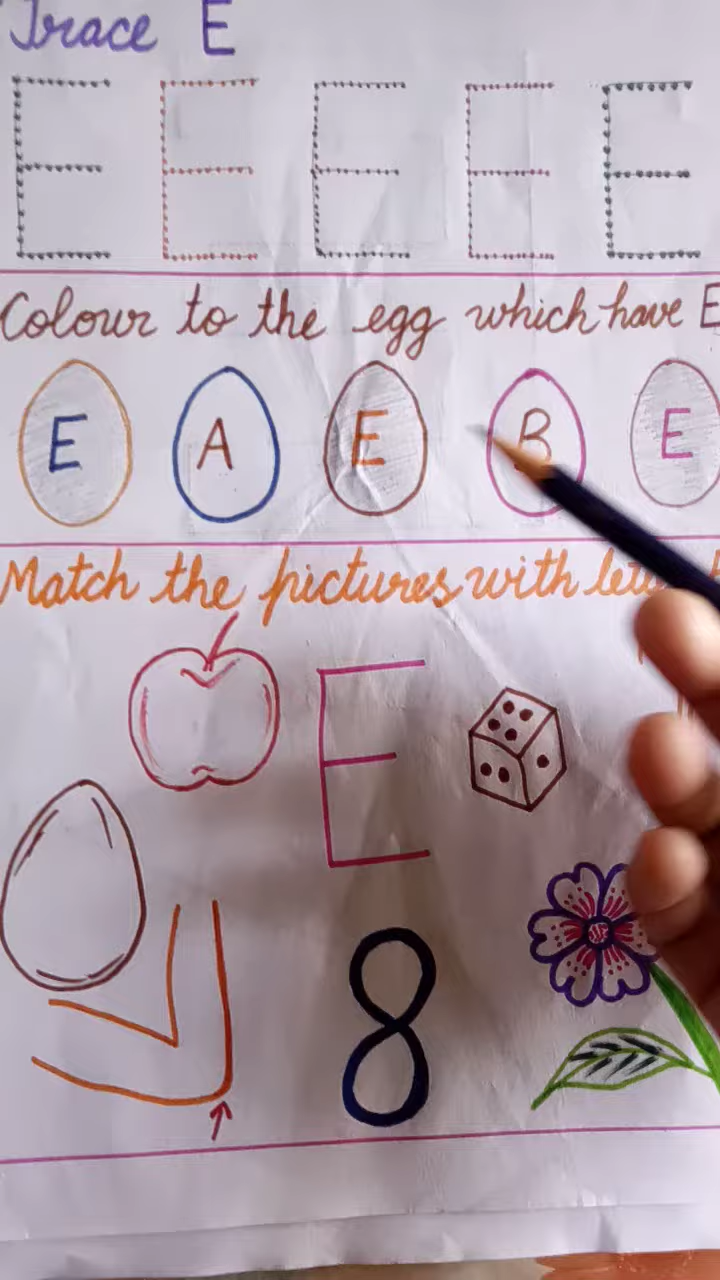 Trace E
E E E E E
Colour to the egg which have E
E A E B E
Match the pictures with
E
8